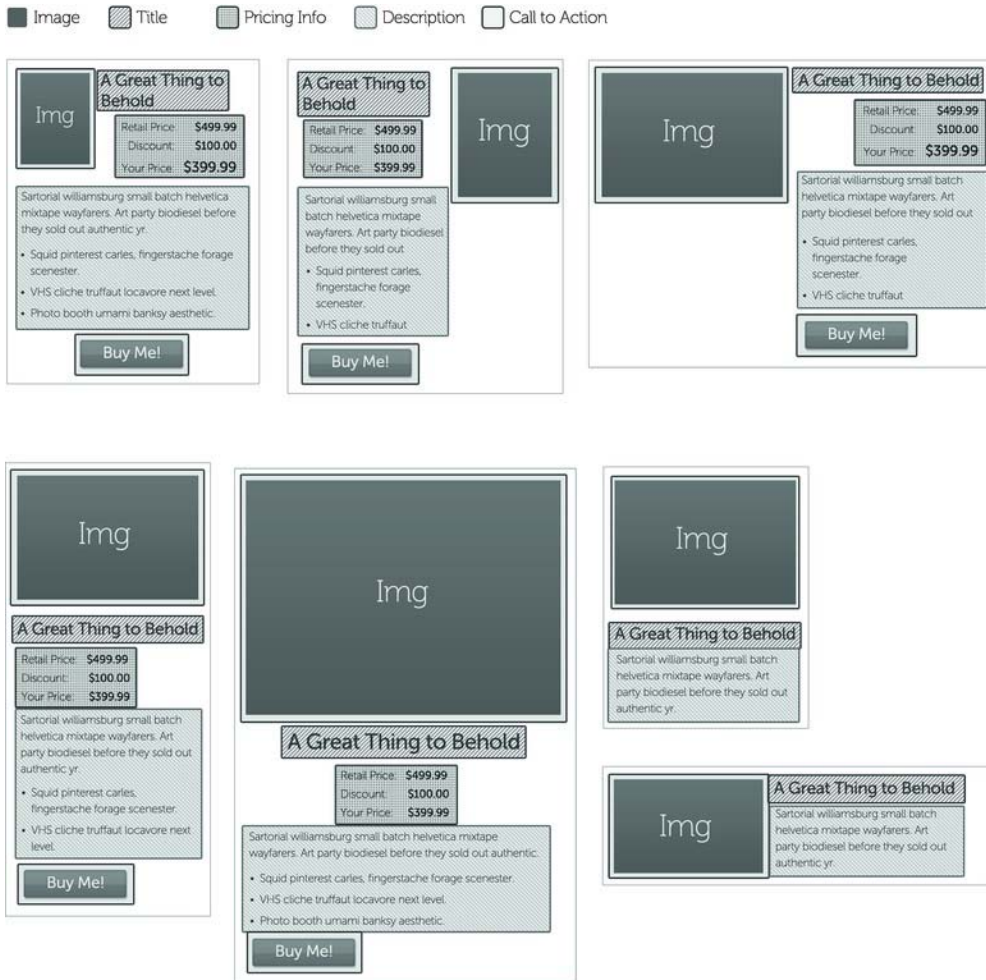 Image
Title
Pricing Info
Description
Call to Action
Img
A Great Thing to
Behold
Retail Price: $499.99
Discount: $100.00
Your Price: $399.99
Sartorial williamsburg small batch helvetica
mixtape wayfarers. Art party biodiesel before
they sold out authentic yr.
• Squid pinterest carles, fingerstache forage
scenester.
• VHS cliche truffaut locavore next level.
• Photo booth umami banksy aesthetic.
Buy Me!
A Great Thing to
Behold
Img
Retail Price: $499.99
Discount: $100.00
Your Price: $399.99
Sartorial williamsburg small
batch helvetica mixtape
wayfarers. Art party biodiesel
before they sold out
• Squid pinterest carles,
fingerstache forage
scenester.
• VHS cliche truffaut
Buy Me!
Img
A Great Thing to Behold
Retail Price: $499.99
Discount: $100.00
Your Price: $399.99
Sartorial williamsburg small batch
helvetica mixtape wayfarers. Art
party biodiesel before they sold out
• Squid pinterest carles,
fingerstache forage
scenester.
• VHS cliche truffaut
Buy Me!
Img
A Great Thing to Behold
Retail Price: $499.99
Discount: $100.00
Your Price: $399.99
Sartorial williamsburg small batch
helvetica mixtape wayfarers. Art
party biodiesel before they sold out
authentic yr.
• Squid pinterest carles,
fingerstache forage scenester.
• VHS cliche truffaut locavore next
level.
Buy Me!
Img
A Great Thing to Behold
Retail Price: $499.99
Discount: $100.00
Your Price: $399.99
Sartorial williamsburg small batch helvetica mixtape
wayfarers. Art party biodiesel before they sold out authentic.
• Squid pinterest carles, fingerstache forage scenester.
• VHS cliche truffaut locavore next level.
• Photo booth umami banksy aesthetic.
Buy Me!
Img
A Great Thing to Behold
Sartorial williamsburg small batch
helvetica mixtape wayfarers. Art
party biodiesel before they sold out
authentic yr.
Img
A Great Thing to Behold
Sartorial williamsburg small batch
helvetica mixtape wayfarers. Art
party biodiesel before they sold out
authentic yr.